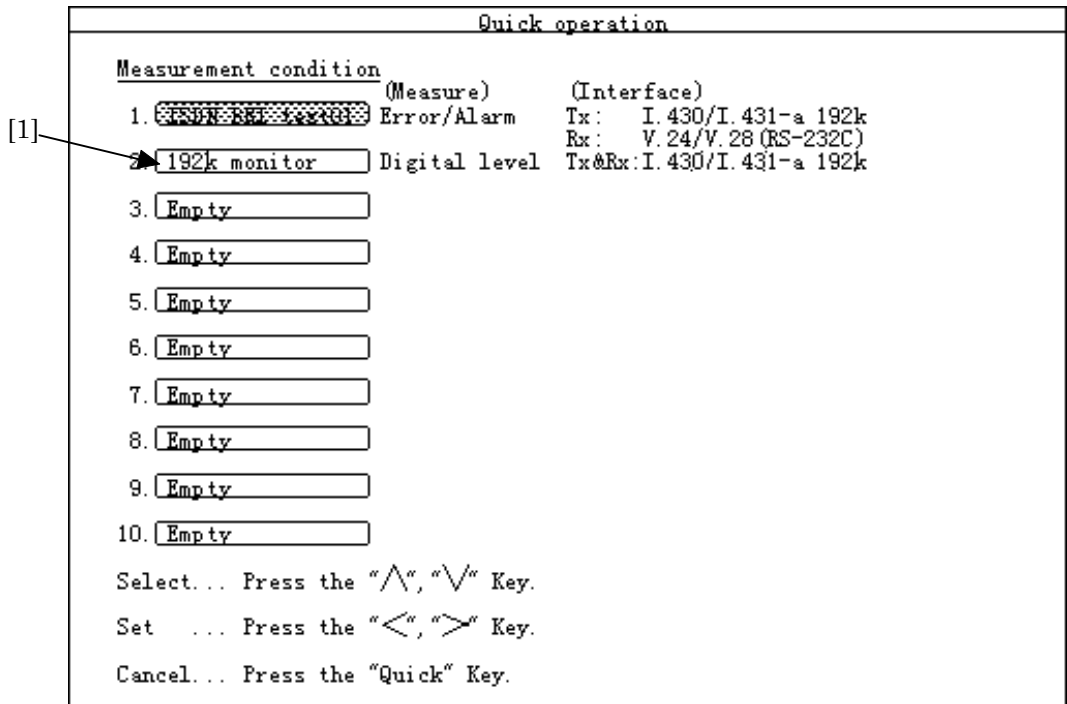 Quick operation
Measurement condition
(Measure) (Interface)
1. ISDN BRI test01 Error/Alarm Tx: I.430/I.431-a 192k
Rx: V.24/V.28(RS-232C)
[1]
2. 192k monitor Digital level Tx&Rx:I.430/I.431-a 192k
3. Empty
4. Empty
5. Empty
6. Empty
7. Empty
8. Empty
9. Empty
10. Empty
Select... Press the "∧","∨" Key.
Set ... Press the "<",">" Key.
Cancel... Press the "Quick" Key.